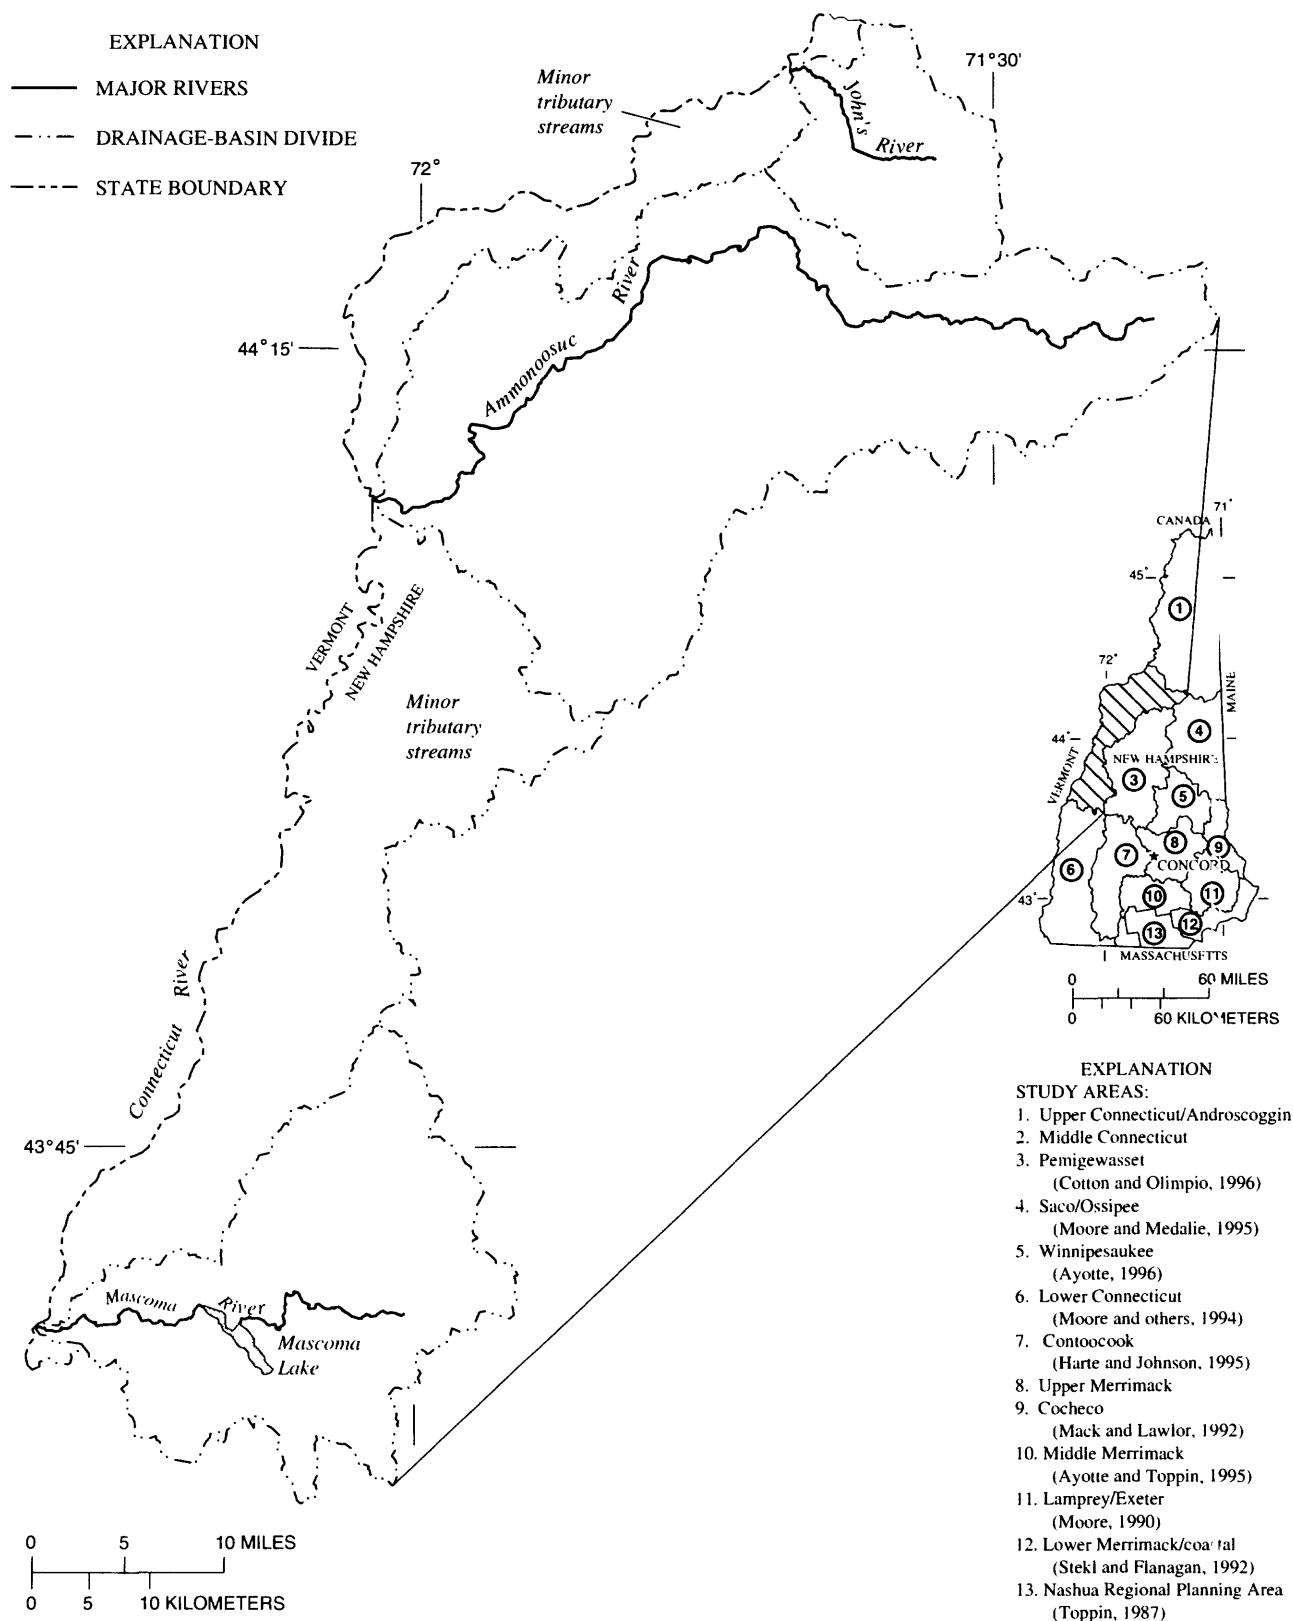 EXPLANATION
MAJOR RIVERS
DRAINAGE-BASIN DIVIDE
STATE BOUNDARY
Minor
tributary
streams
71°30'
John's
River
72°
River
Ammonoosuc
44°15'
VERMONT
NEW HAMPSHIRE
Minor
tributary
streams
Connecticut River
43°45'
Mascoma River
Mascoma
Lake
0 5 10 MILES
0 5 10 KILOMETERS
71°
CANADA
45°
1
72°
MAINE
4
44°
NEW HAMPSHIRE
VERMONT
3
5
8
9
7
CONCORD
6
10
11
43°
12
13
MASSACHUSETTS
0 60 MILES
0 60 KILOMETERS
EXPLANATION
STUDY AREAS:
1. Upper Connecticut/Androscoggin
2. Middle Connecticut
3. Pemigewasset
(Cotton and Olimpio, 1996)
4. Saco/Ossipee
(Moore and Medalie, 1995)
5. Winnipesaukee
(Ayotte, 1996)
6. Lower Connecticut
(Moore and others, 1994)
7. Contoocook
(Harte and Johnson, 1995)
8. Upper Merrimack
9. Cocheco
(Mack and Lawlor, 1992)
10. Middle Merrimack
(Ayotte and Toppin, 1995)
11. Lamprey/Exeter
(Moore, 1990)
12. Lower Merrimack/coastal
(Stekl and Flanagan, 1992)
13. Nashua Regional Planning Area
(Toppin, 1987)